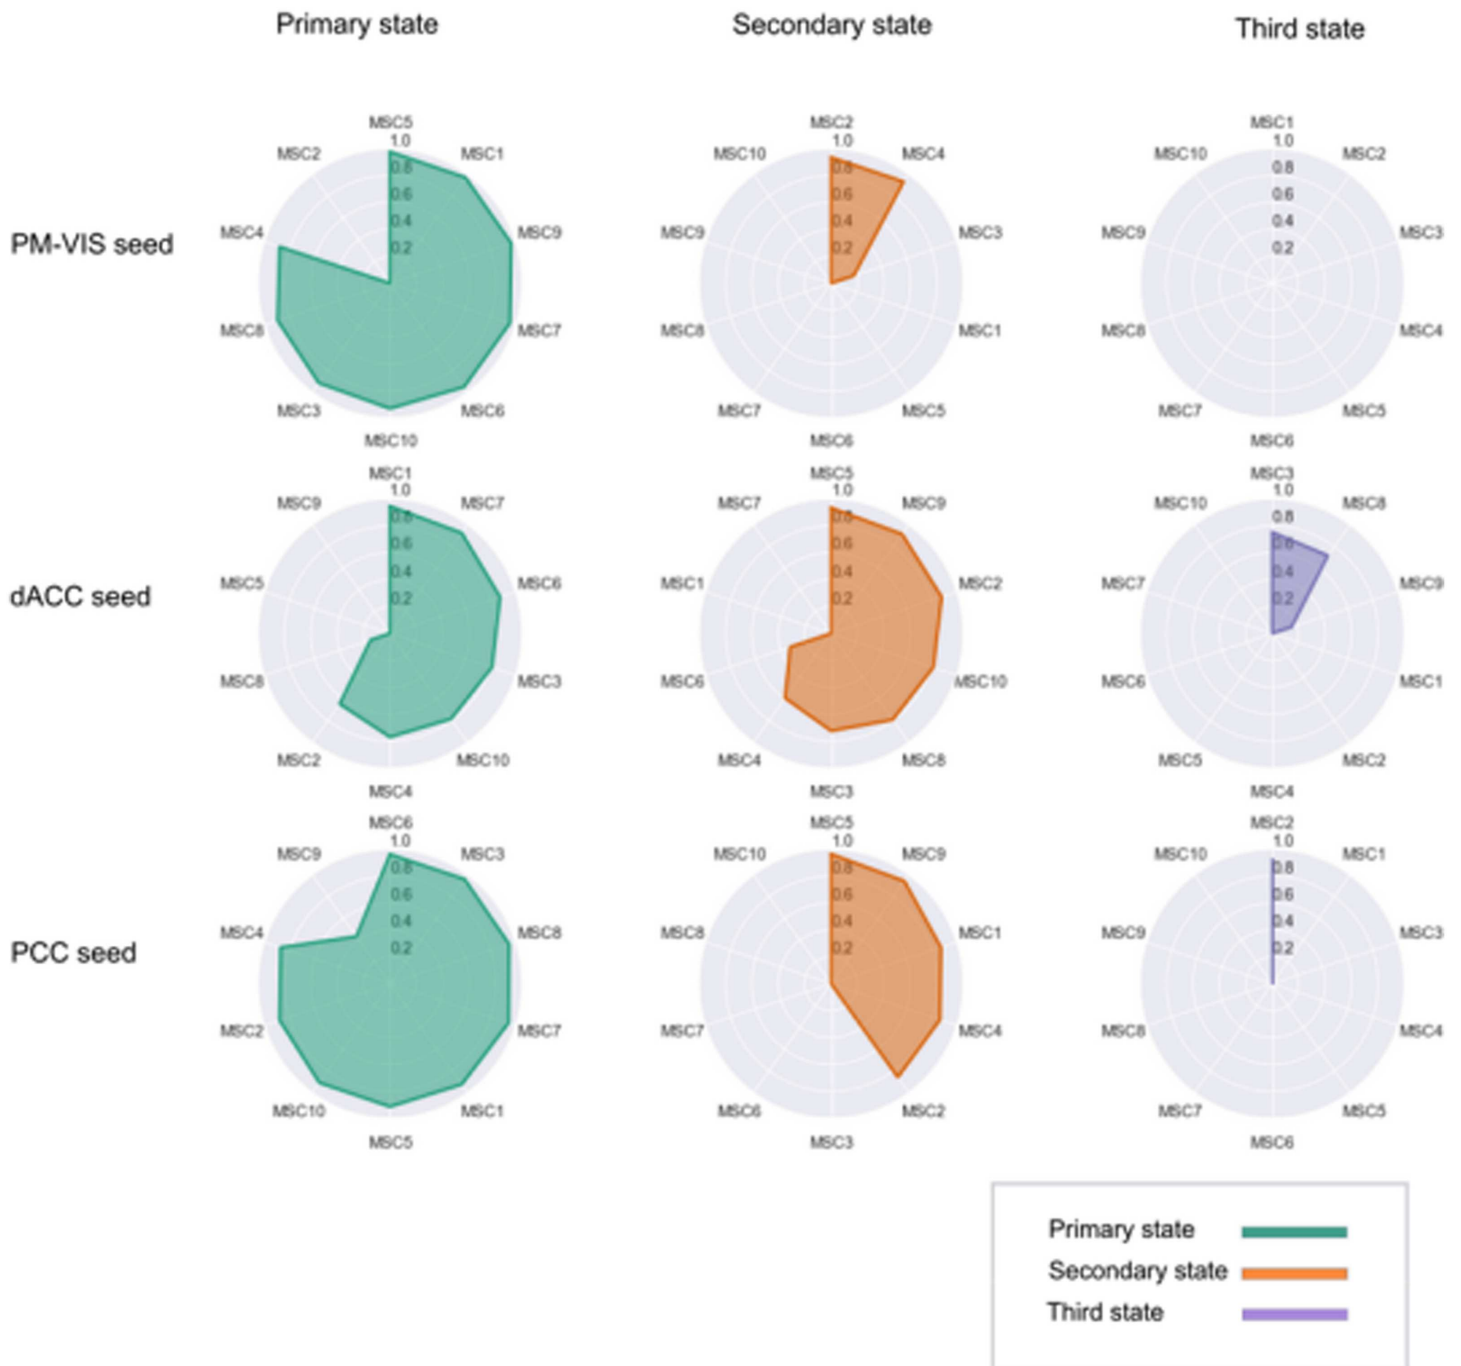 Primary state Secondary state Third state
PM-VIS seed
MSC5 MSC1 MSC9 MSC7 MSC6 MSC10 MSC3 MSC8 MSC4 MSC2
1.0 0.8 0.6 0.4 0.2
MSC2 MSC4 MSC3 MSC1 MSC5 MSC6 MSC7 MSC8 MSC9 MSC10
1.0 0.8 0.6 0.4 0.2
MSC1 MSC2 MSC3 MSC4 MSC5 MSC6 MSC7 MSC8 MSC9 MSC10
1.0 0.8 0.6 0.4 0.2
dACC seed
MSC1 MSC7 MSC6 MSC3 MSC10 MSC4 MSC2 MSC8 MSC5 MSC9
1.0 0.8 0.6 0.4 0.2
MSC5 MSC9 MSC2 MSC10 MSC8 MSC3 MSC4 MSC6 MSC1 MSC7
1.0 0.8 0.6 0.4 0.2
MSC3 MSC8 MSC9 MSC1 MSC2 MSC4 MSC5 MSC6 MSC7 MSC10
1.0 0.8 0.6 0.4 0.2
PCC seed
MSC6 MSC3 MSC8 MSC7 MSC1 MSC5 MSC10 MSC2 MSC4 MSC9
1.0 0.8 0.6 0.4 0.2
MSC5 MSC9 MSC1 MSC4 MSC2 MSC3 MSC6 MSC7 MSC8 MSC10
1.0 0.8 0.6 0.4 0.2
MSC2 MSC1 MSC3 MSC4 MSC5 MSC6 MSC7 MSC8 MSC9 MSC10
1.0 0.8 0.6 0.4 0.2
Primary state
Secondary state
Third state